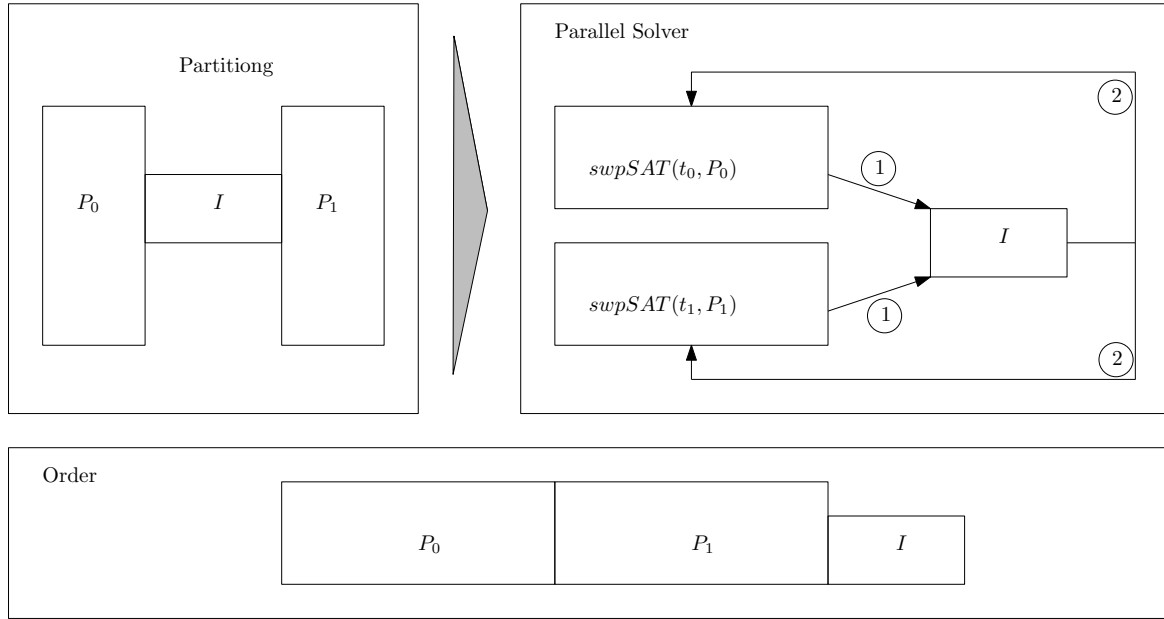 Partitiong
P₀
I
P₁
Parallel Solver
2
swpSAT(t₀, P₀)
1
I
swpSAT(t₁, P₁)
1
2
Order
P₀
P₁
I